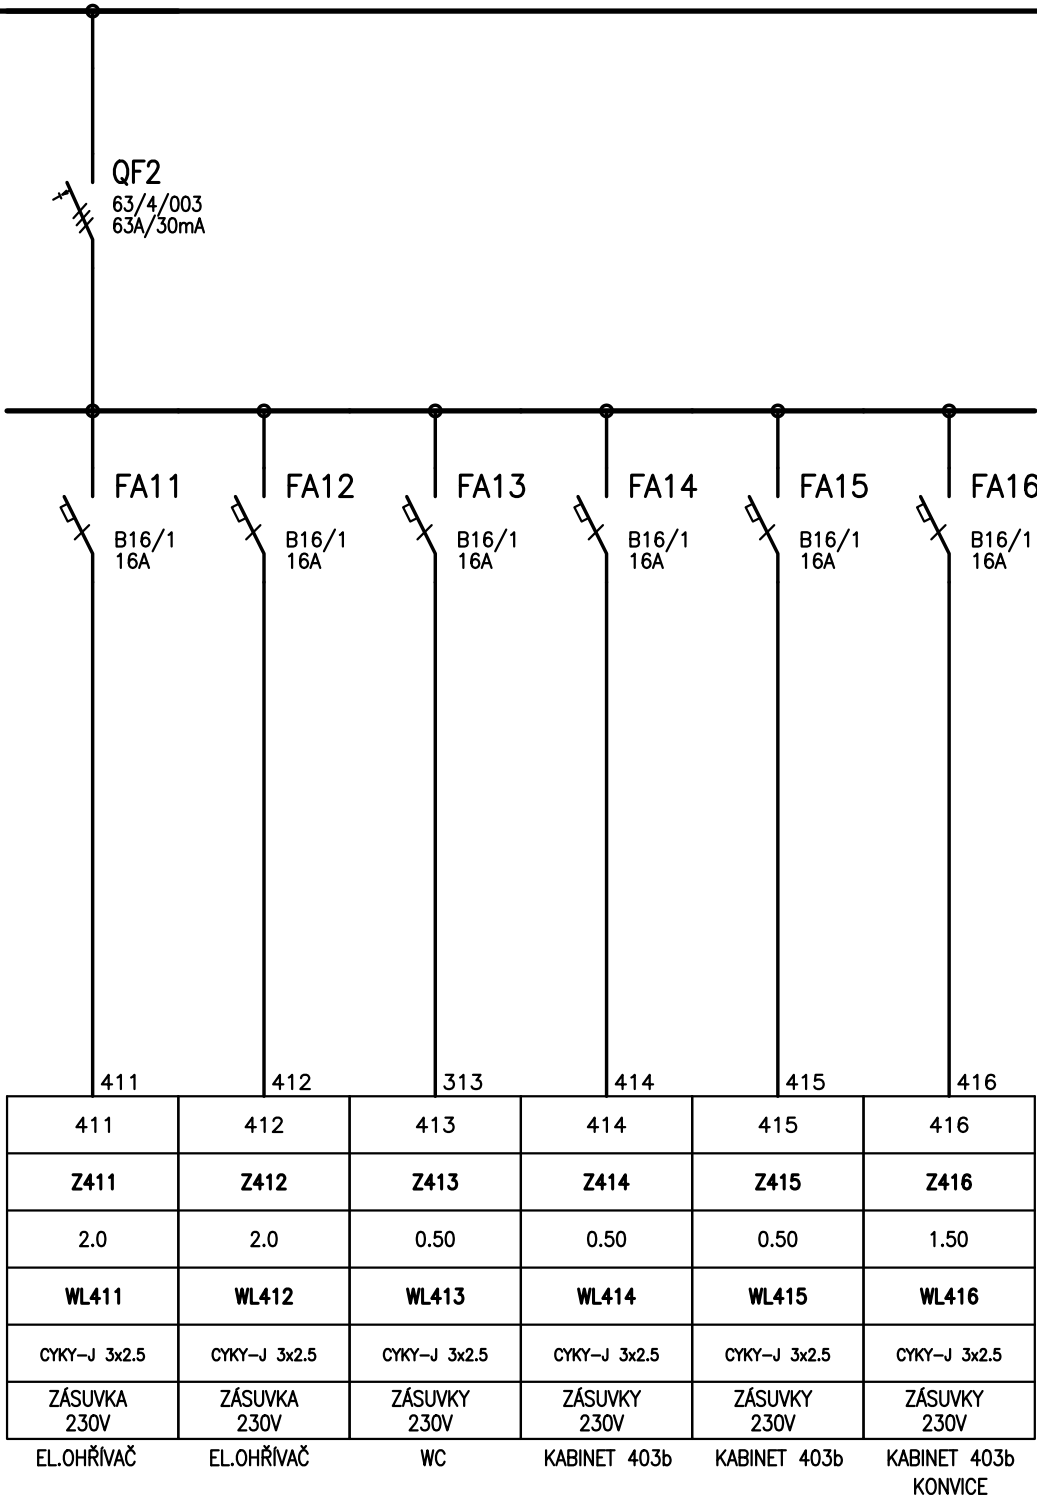 QF2
63/4/003
63A/30mA
FA11 FA12 FA13 FA14 FA15 FA16
B16/1 B16/1 B16/1 B16/1 B16/1 B16/1
16A 16A 16A 16A 16A 16A
411 412 313 414 415 416
411 412 413 414 415 416
Z411 Z412 Z413 Z414 Z415 Z416
2.0 2.0 0.50 0.50 0.50 1.50
WL411 WL412 WL413 WL414 WL415 WL416
CYKY-J 3x2.5 CYKY-J 3x2.5 CYKY-J 3x2.5 CYKY-J 3x2.5 CYKY-J 3x2.5 CYKY-J 3x2.5
ZÁSUVKA ZÁSUVKA ZÁSUVKY ZÁSUVKY ZÁSUVKY ZÁSUVKY
230V 230V 230V 230V 230V 230V
EL.OHŘÍVAČ EL.OHŘÍVAČ WC KABINET 403b KABINET 403b KABINET 403b
KONVICE